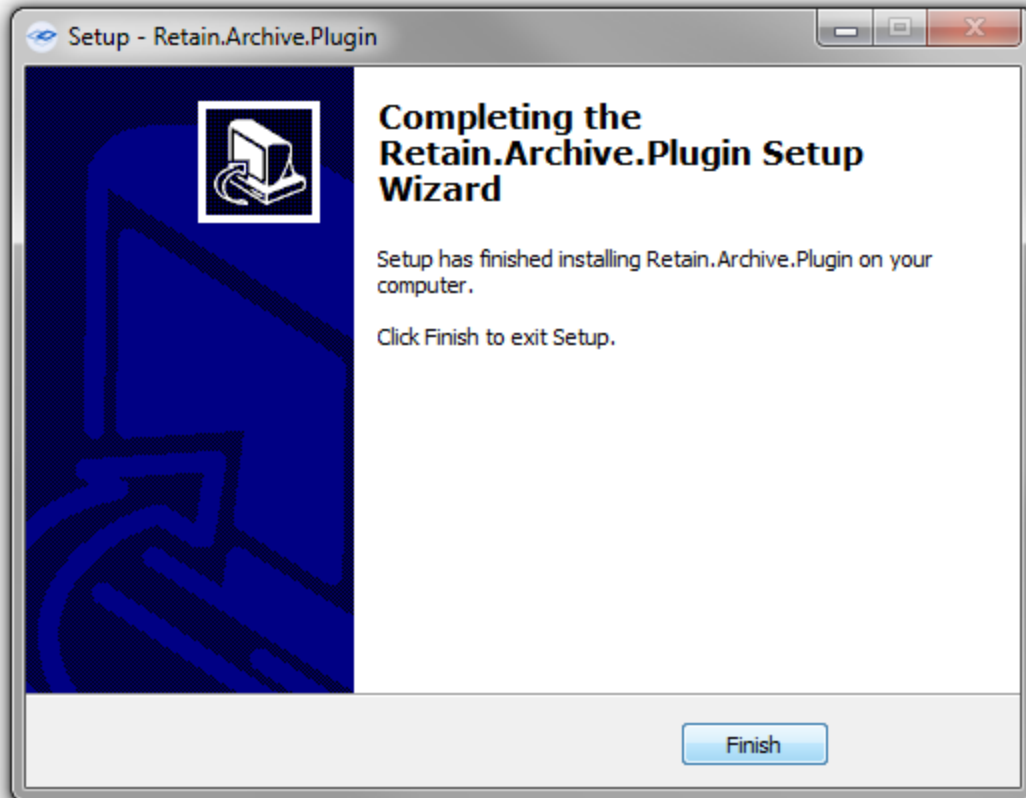 Setup - Retain.Archive.Plugin
Completing the
Retain.Archive.Plugin Setup
Wizard
Setup has finished installing Retain.Archive.Plugin on your
computer.
Click Finish to exit Setup.
Finish